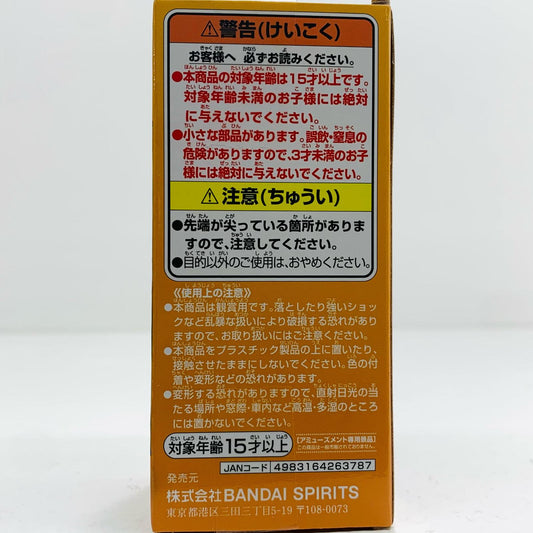 ⚠警告(けいこく)
お客様へ 必ずお読みください。
●本商品の対象年齢は15才以上です。
対象年齢未満のお子様には絶対
に与えないでください。
●小さな部品があります。誤飲・窒息の
危険がありますので、3才未満のお子
様には絶対に与えないでください。
⚠注意(ちゅうい)
●先端が尖っている箇所がありま
すので、注意してください。
●目的以外のご使用は、おやめください。
《使用上の注意》
●本商品は観賞用です。落としたり強いショッ
クなど乱暴な扱いにより破損する恐れがあり
ますので、お取り扱いにはご注意ください。
●本商品をプラスチック製品の上に置いたり、
接触させたままにしないでください。色の付
着や変形などの恐れがあります。
●変形する恐れがありますので、直射日光の当
たる場所や窓際・車内など高温・多湿のところ
には置かないでください。
対象年齢15才以上
【アミューズメント専用景品】
この商品は一般市販されておりません。
JANコード 4983164263787
発売元
株式会社BANDAI SPIRITS
東京都港区三田三丁目5-19 〒108-0073